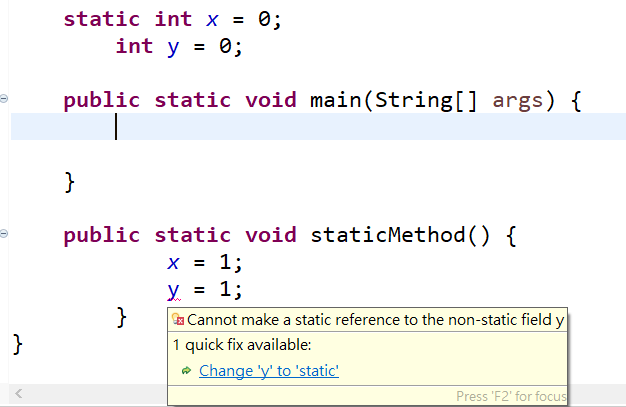 static int x = 0;
int y = 0;
public static void main(String[] args) {
}
public static void staticMethod() {
x = 1;
y = 1;
}
}
Cannot make a static reference to the non-static field y
1 quick fix available:
Change 'y' to 'static'
Press 'F2' for focus